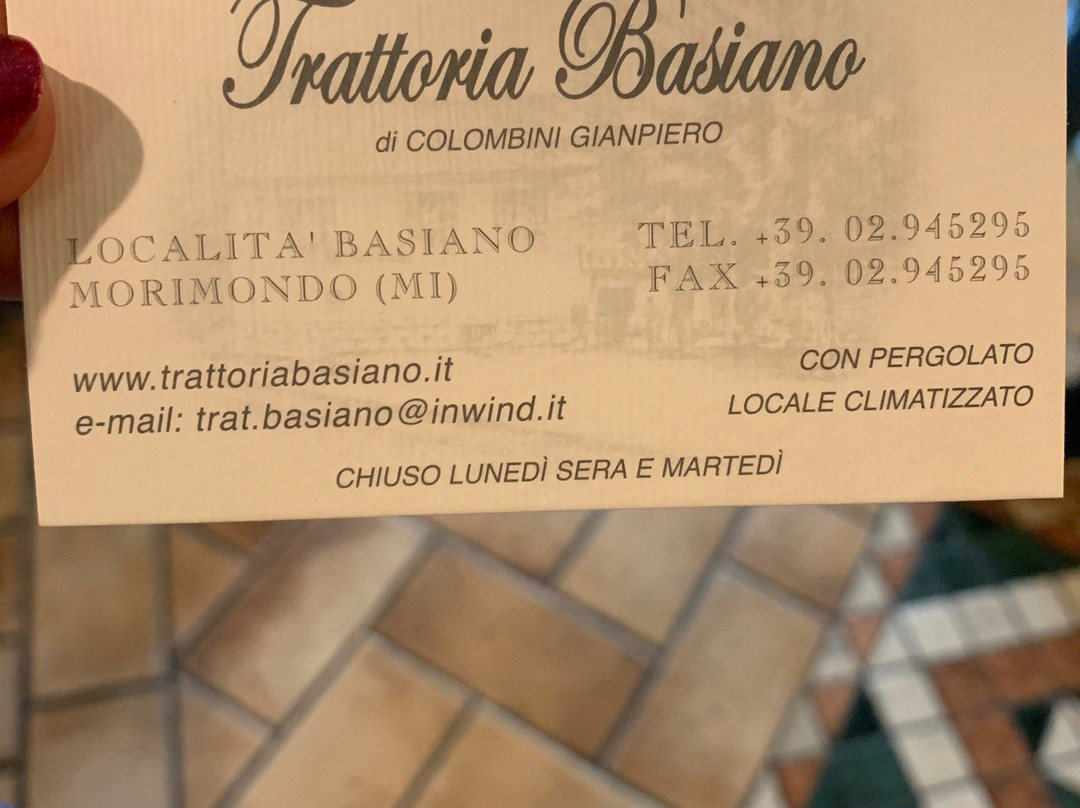 Trattoria Basiano
di COLOMBINI GIANPIERO
LOCALITA' BASIANO
MORIMONDO (MI)
TEL. +39. 02.945295
FAX +39. 02.945295
www.trattoriabasiano.it
e-mail: trat.basiano@inwind.it
CON PERGOLATO
LOCALE CLIMATIZZATO
CHIUSO LUNEDÌ SERA E MARTEDÌ